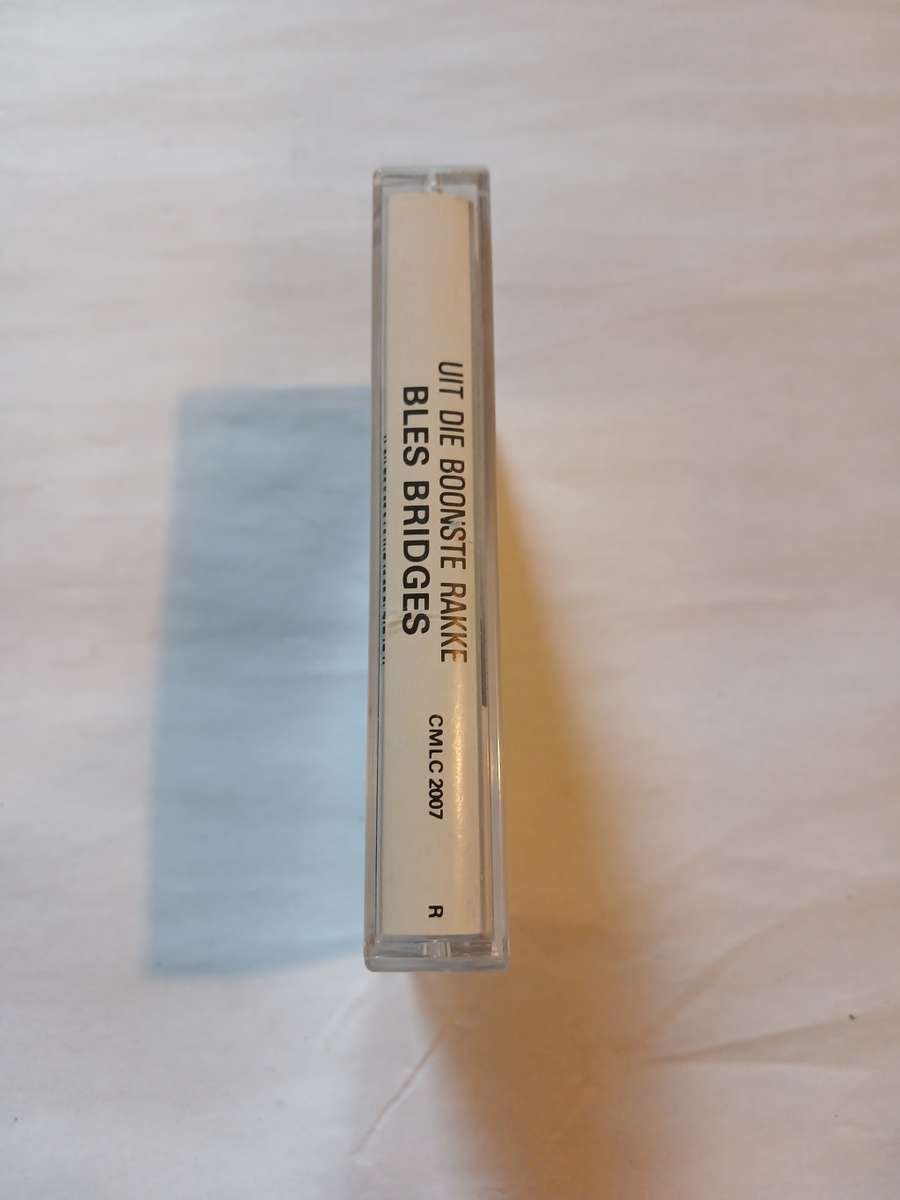 UIT DIE BOONSTE RAKKE
BLES BRIDGES
CMLC 2007
R